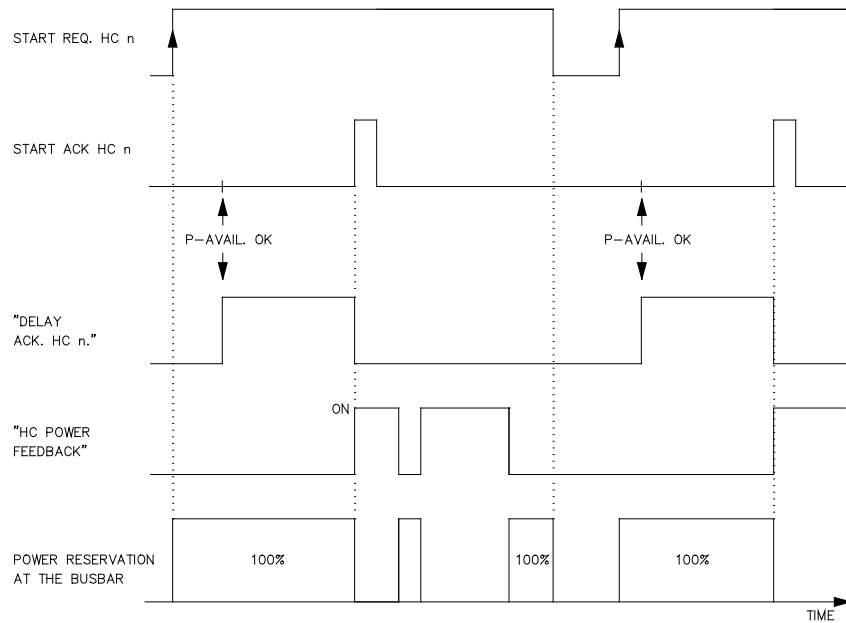 START REQ. HC n
START ACK HC n
P-AVAIL. OK
P-AVAIL. OK
"DELAY
ACK. HC n."
ON
"HC POWER
FEEDBACK"
POWER RESERVATION
AT THE BUSBAR
100%
100%
100%
TIME